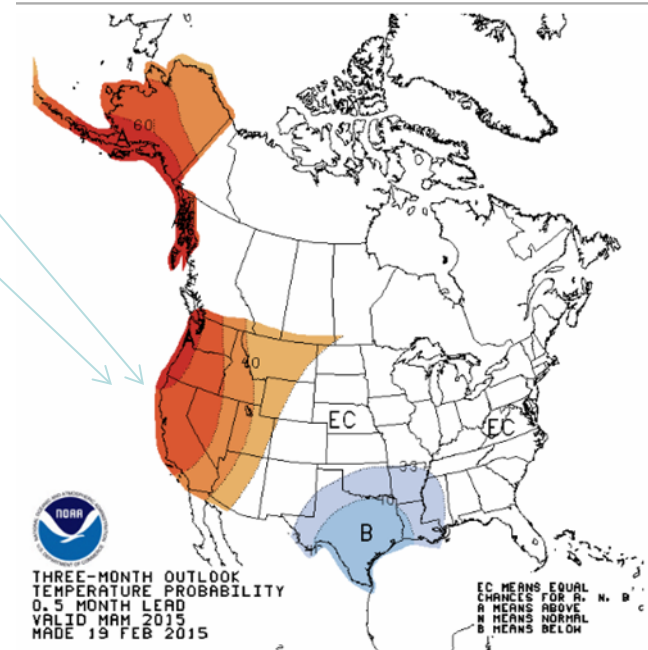 60
A
A
40
EC
EC
33
40
B
NOAA
THREE-MONTH OUTLOOK
TEMPERATURE PROBABILITY
0.5 MONTH LEAD
VALID MAM 2015
MADE 19 FEB 2015
EC MEANS EQUAL
CHANCES FOR A, N, B
A MEANS ABOVE
N MEANS NORMAL
B MEANS BELOW